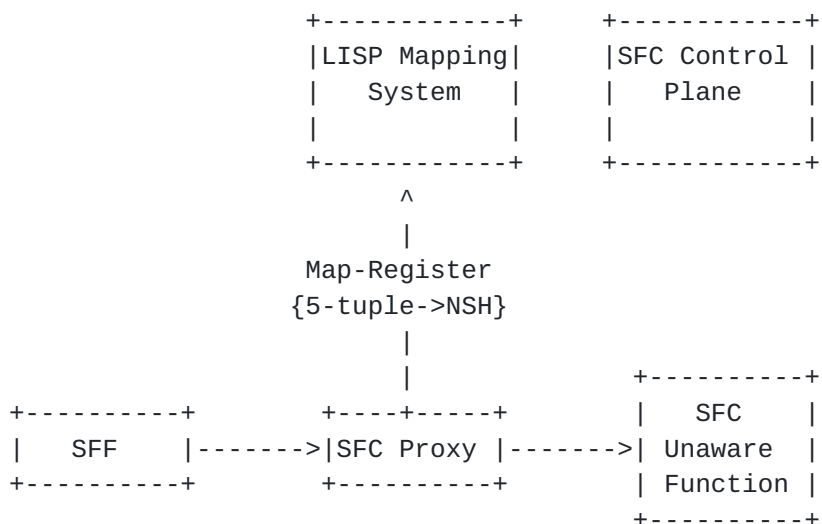 LISP Mapping
System
SFC Control
Plane
Map-Register
{5-tuple->NSH}
SFF
SFC Proxy
SFC
Unaware
Function